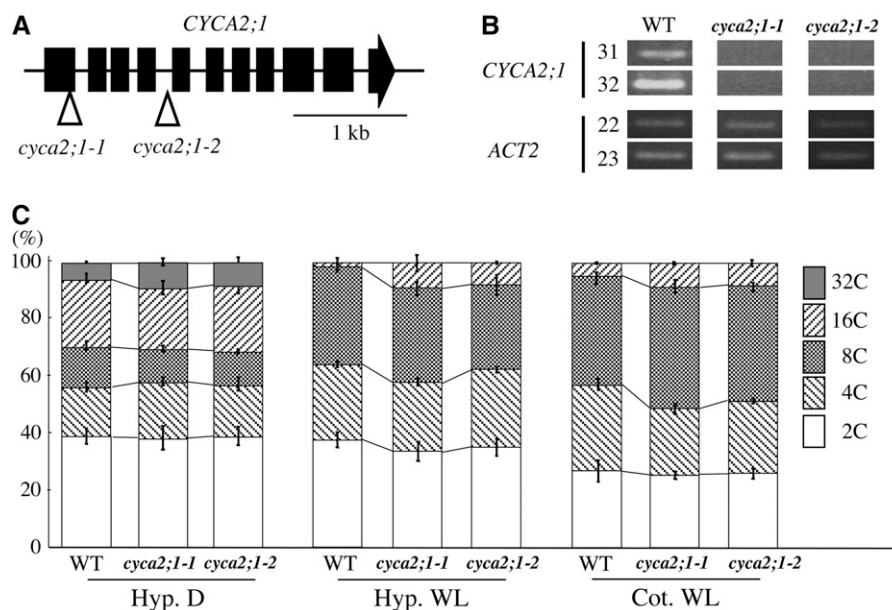 A
CYCA2;1
cyca2;1-1
cyca2;1-2
1 kb
B
WT cyca2;1-1 cyca2;1-2
CYCA2;1
31
32
ACT2
22
23
C
(%)
100
80
60
40
20
0
WT cyca2;1-1 cyca2;1-2
Hyp. D
WT cyca2;1-1 cyca2;1-2
Hyp. WL
WT cyca2;1-1 cyca2;1-2
Cot. WL
32C
16C
8C
4C
2C